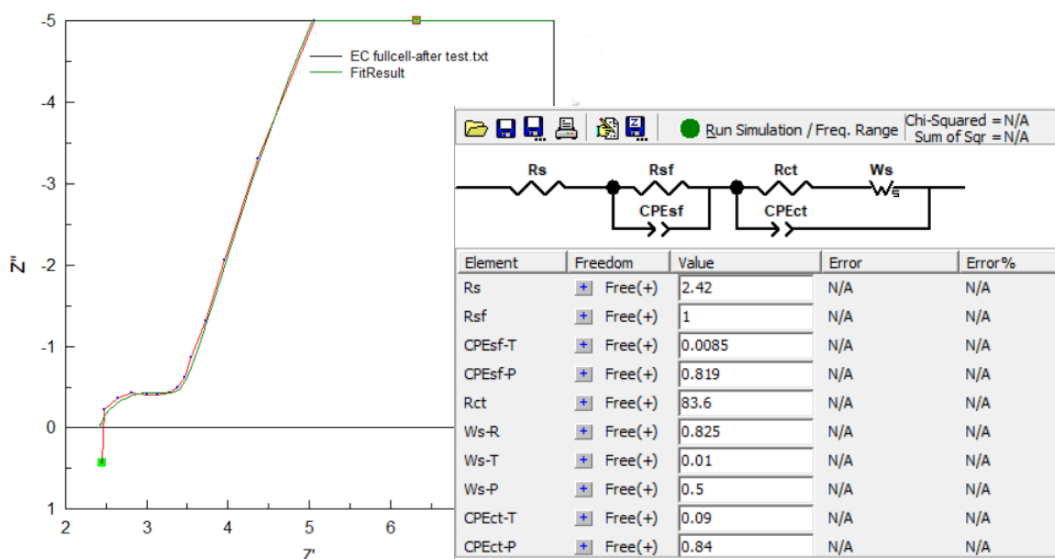 -5
-4
-3
-2
-1
0
1
2
3
4
5
6
Z'
Z''
EC fullcell-after test.txt
FitResult
Run Simulation / Freq. Range
Chi-Squared = N/A
Sum of Sqr = N/A
Rs
Rsf
CPEsf
Rct
Ws
s
CPEct
Element Freedom Value Error Error%
Rs + Free(+) 2.42 N/A N/A
Rsf + Free(+) 1 N/A N/A
CPEsf-T + Free(+) 0.0085 N/A N/A
CPEsf-P + Free(+) 0.819 N/A N/A
Rct + Free(+) 83.6 N/A N/A
Ws-R + Free(+) 0.825 N/A N/A
Ws-T + Free(+) 0.01 N/A N/A
Ws-P + Free(+) 0.5 N/A N/A
CPEct-T + Free(+) 0.09 N/A N/A
CPEct-P + Free(+) 0.84 N/A N/A